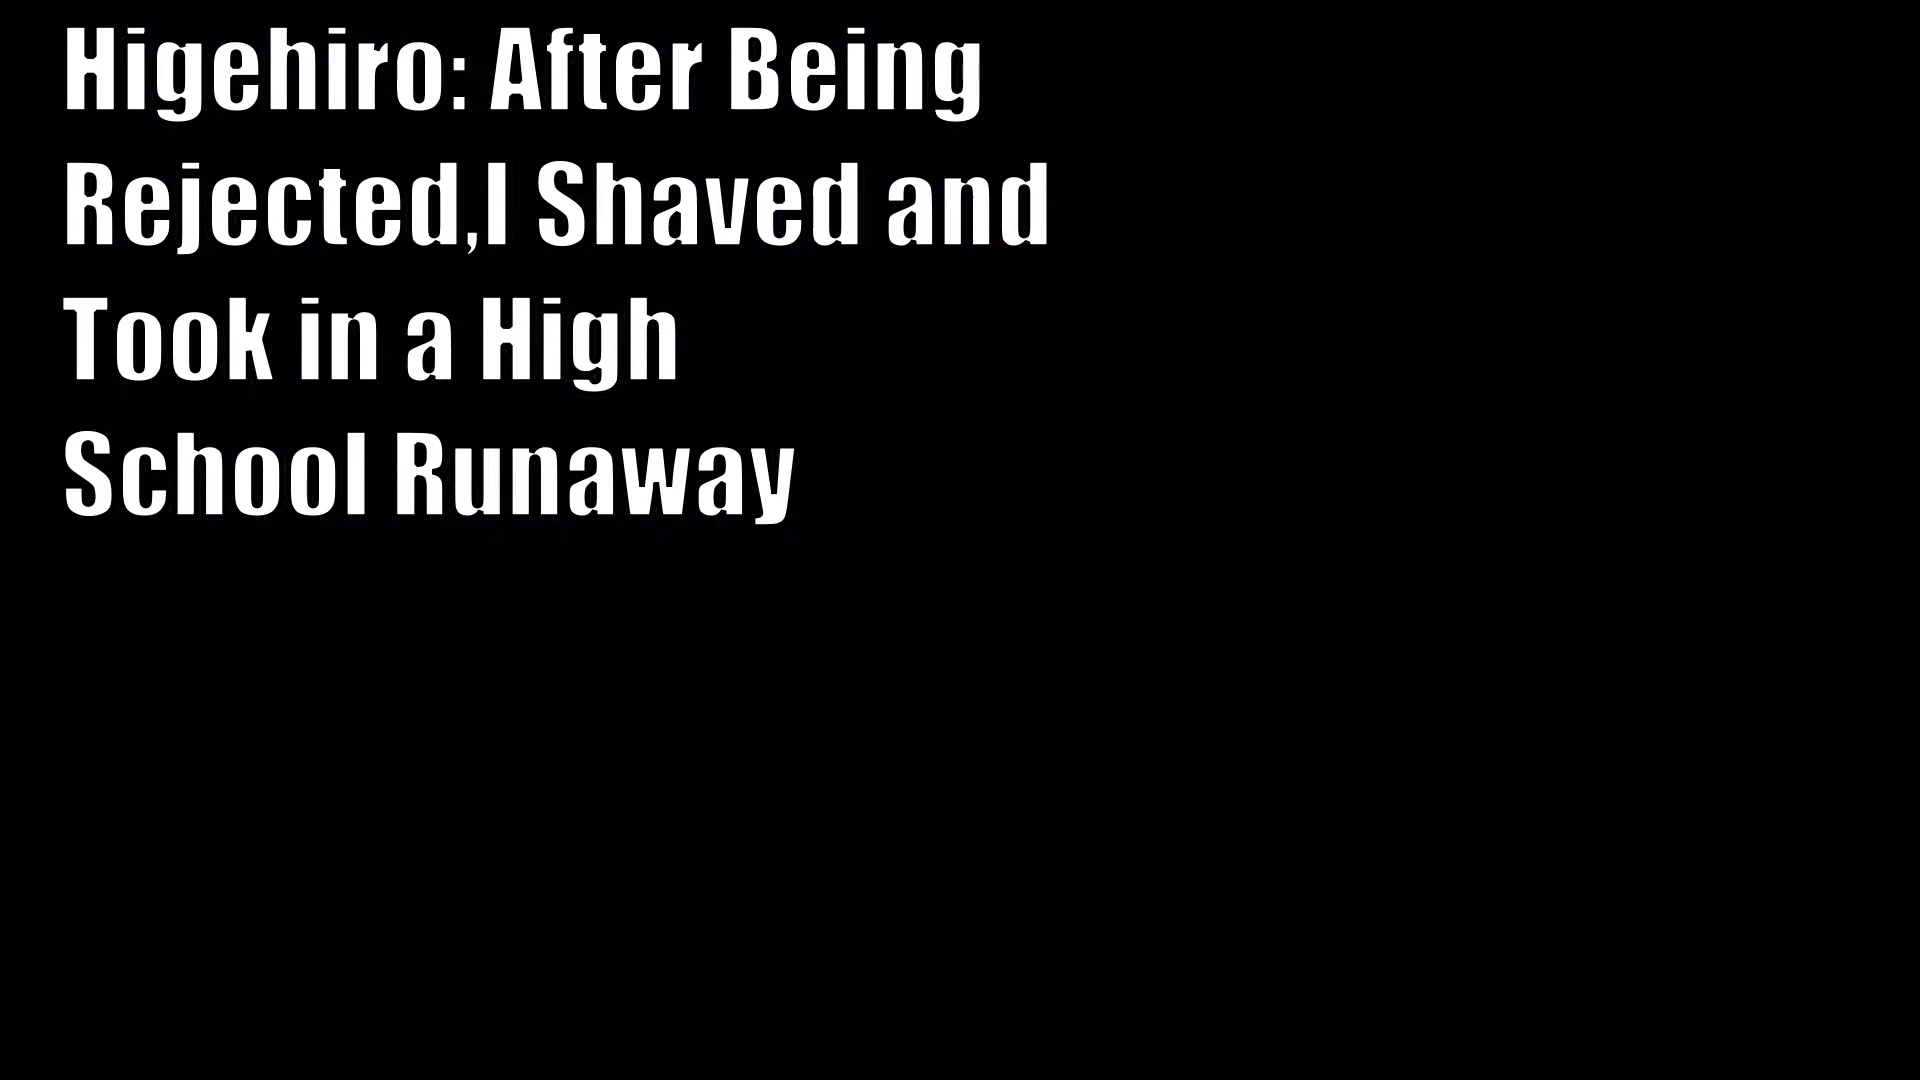 Higehiro: After Being
Rejected,I Shaved and
Took in a High
School Runaway